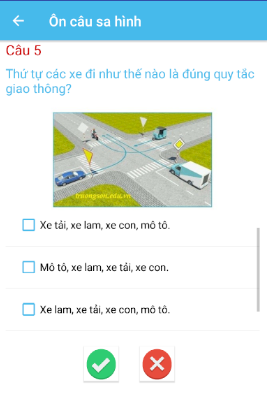 Ôn câu sa hình
Câu 5
Thứ tự các xe đi như thế nào là đúng quy tắc
giao thông?
Xe tải, xe lam, xe con, mô tô.
Mô tô, xe lam, xe tải, xe con.
Xe lam, xe tải, xe con, mô tô.